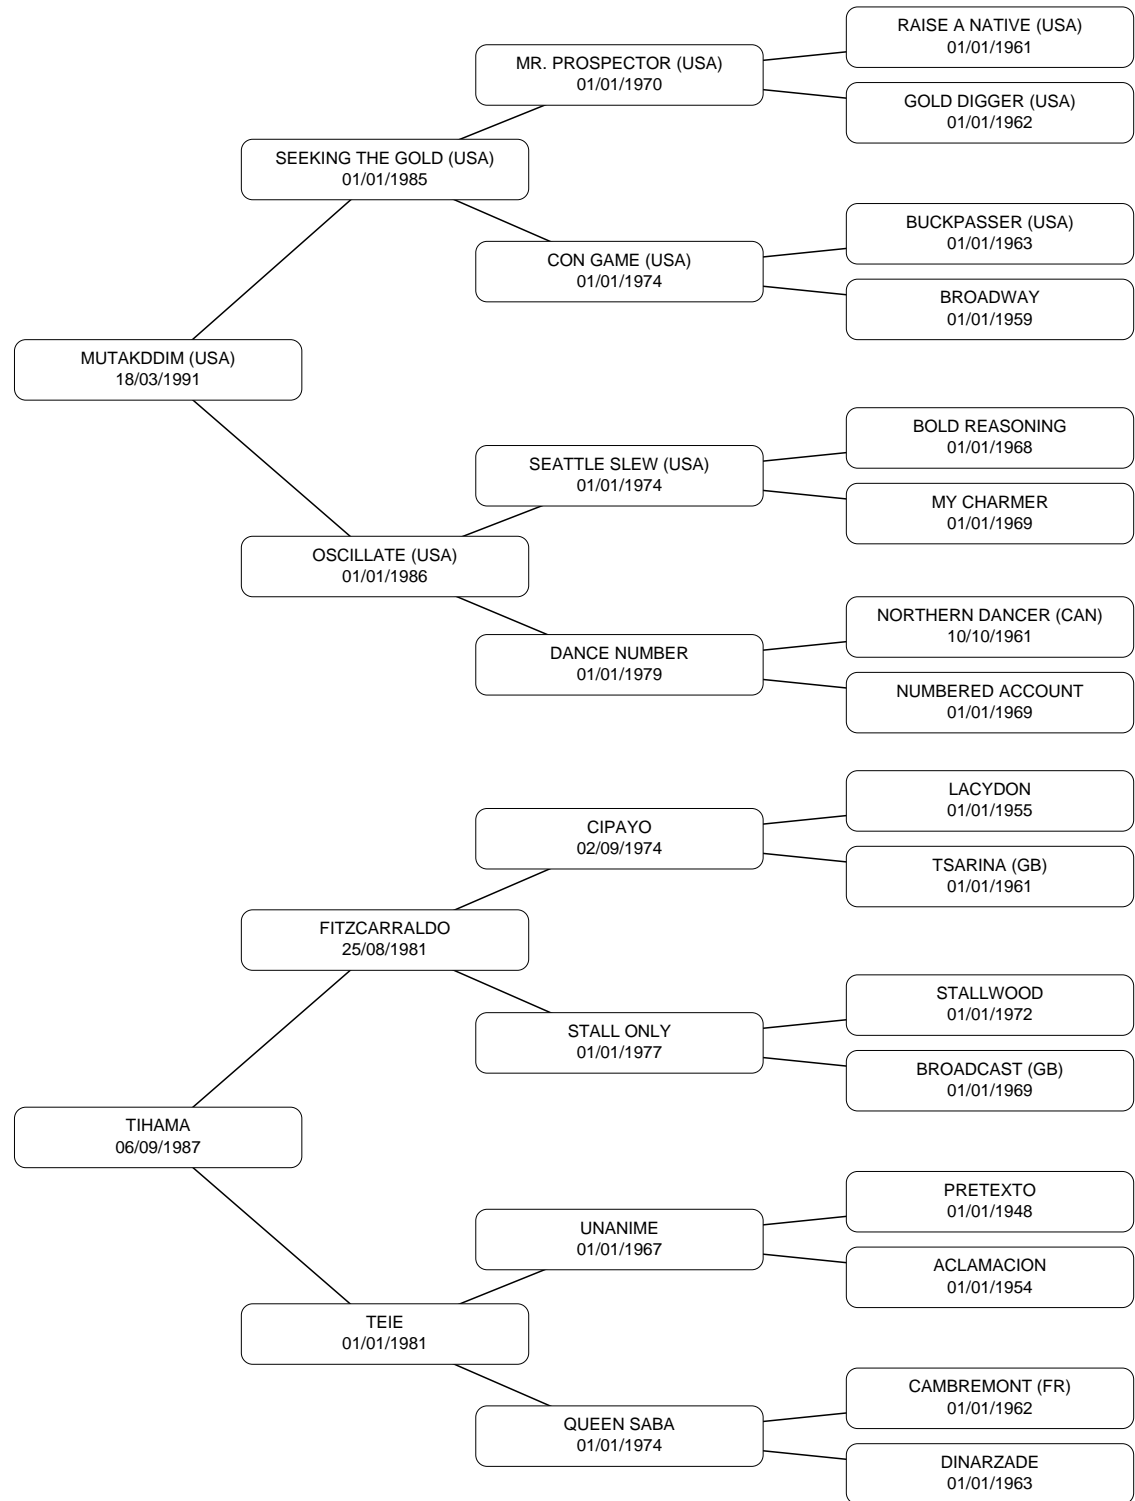 RAISE A NATIVE (USA)
01/01/1961
MR. PROSPECTOR (USA)
01/01/1970
GOLD DIGGER (USA)
01/01/1962
SEEKING THE GOLD (USA)
01/01/1985
BUCKPASSER (USA)
01/01/1963
CON GAME (USA)
01/01/1974
BROADWAY
01/01/1959
MUTAKDDIM (USA)
18/03/1991
BOLD REASONING
01/01/1968
SEATTLE SLEW (USA)
01/01/1974
MY CHARMER
01/01/1969
OSCILLATE (USA)
01/01/1986
NORTHERN DANCER (CAN)
10/10/1961
DANCE NUMBER
01/01/1979
NUMBERED ACCOUNT
01/01/1969
LACYDON
01/01/1955
CIPAYO
02/09/1974
TSARINA (GB)
01/01/1961
FITZCARRALDO
25/08/1981
STALLWOOD
01/01/1972
STALL ONLY
01/01/1977
BROADCAST (GB)
01/01/1969
TIHAMA
06/09/1987
PRETEXTO
01/01/1948
UNANIME
01/01/1967
ACLAMACION
01/01/1954
TEIE
01/01/1981
CAMBREMONT (FR)
01/01/1962
QUEEN SABA
01/01/1974
DINARZADE
01/01/1963